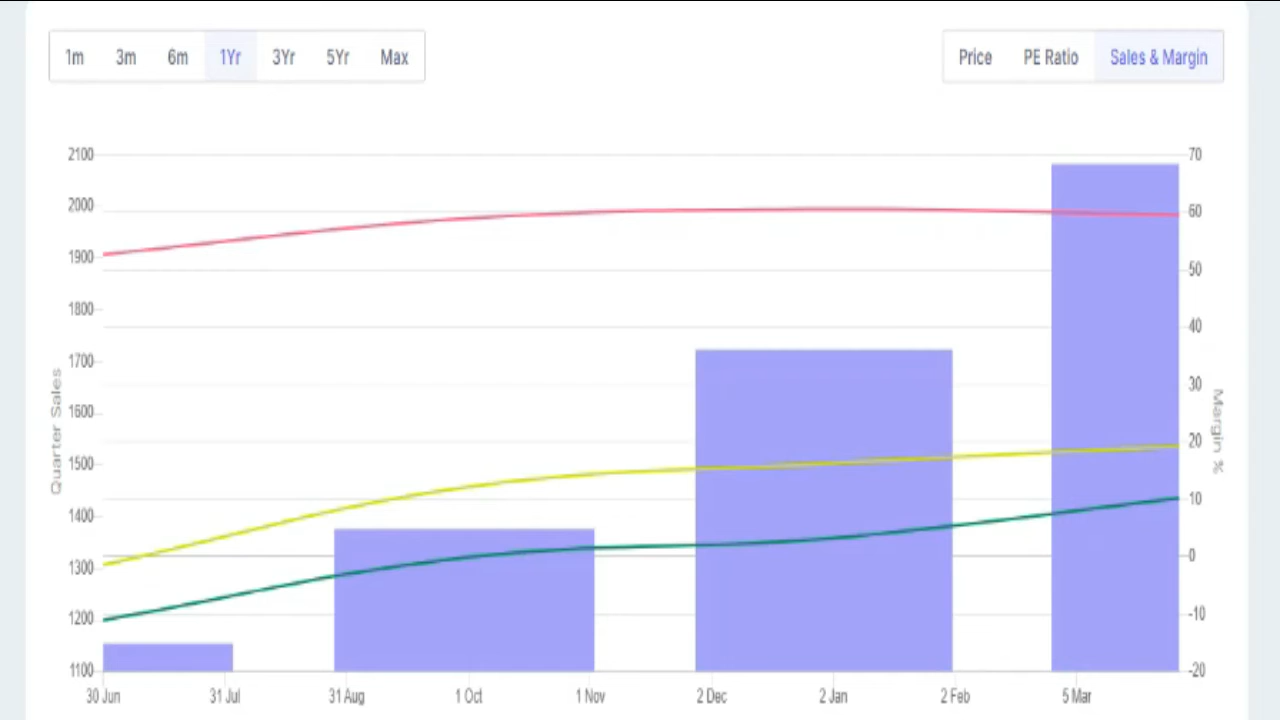 1m 3m 6m 1Yr 3Yr 5Yr Max Price PE Ratio Sales & Margin
2100 70
2000 60
1900 50
1800 40
1700 30
1600 20
1500 10
1400 0
1300 -10
1200 -20
1100
Quarter Sales
Margin %
30 Jun 31 Jul 31 Aug 1 Oct 1 Nov 2 Dec 2 Jan 2 Feb 5 Mar